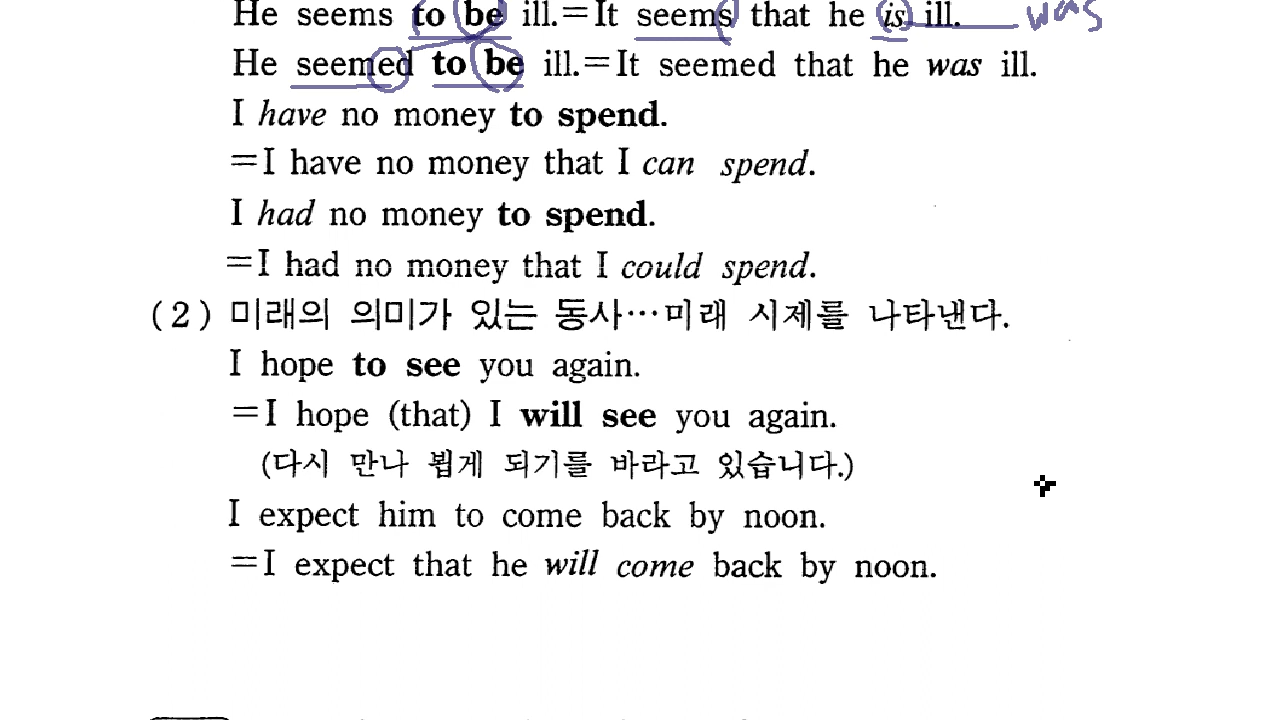 He seems to be ill.=It seems that he is ill. was
He seemed to be ill.=It seemed that he was ill.
I have no money to spend.
=I have no money that I can spend.
I had no money to spend.
=I had no money that I could spend.
(2) 미래의 의미가 있는 동사…미래 시제를 나타낸다.
I hope to see you again.
=I hope (that) I will see you again.
(다시 만나 뵙게 되기를 바라고 있습니다.)
I expect him to come back by noon.
=I expect that he will come back by noon.